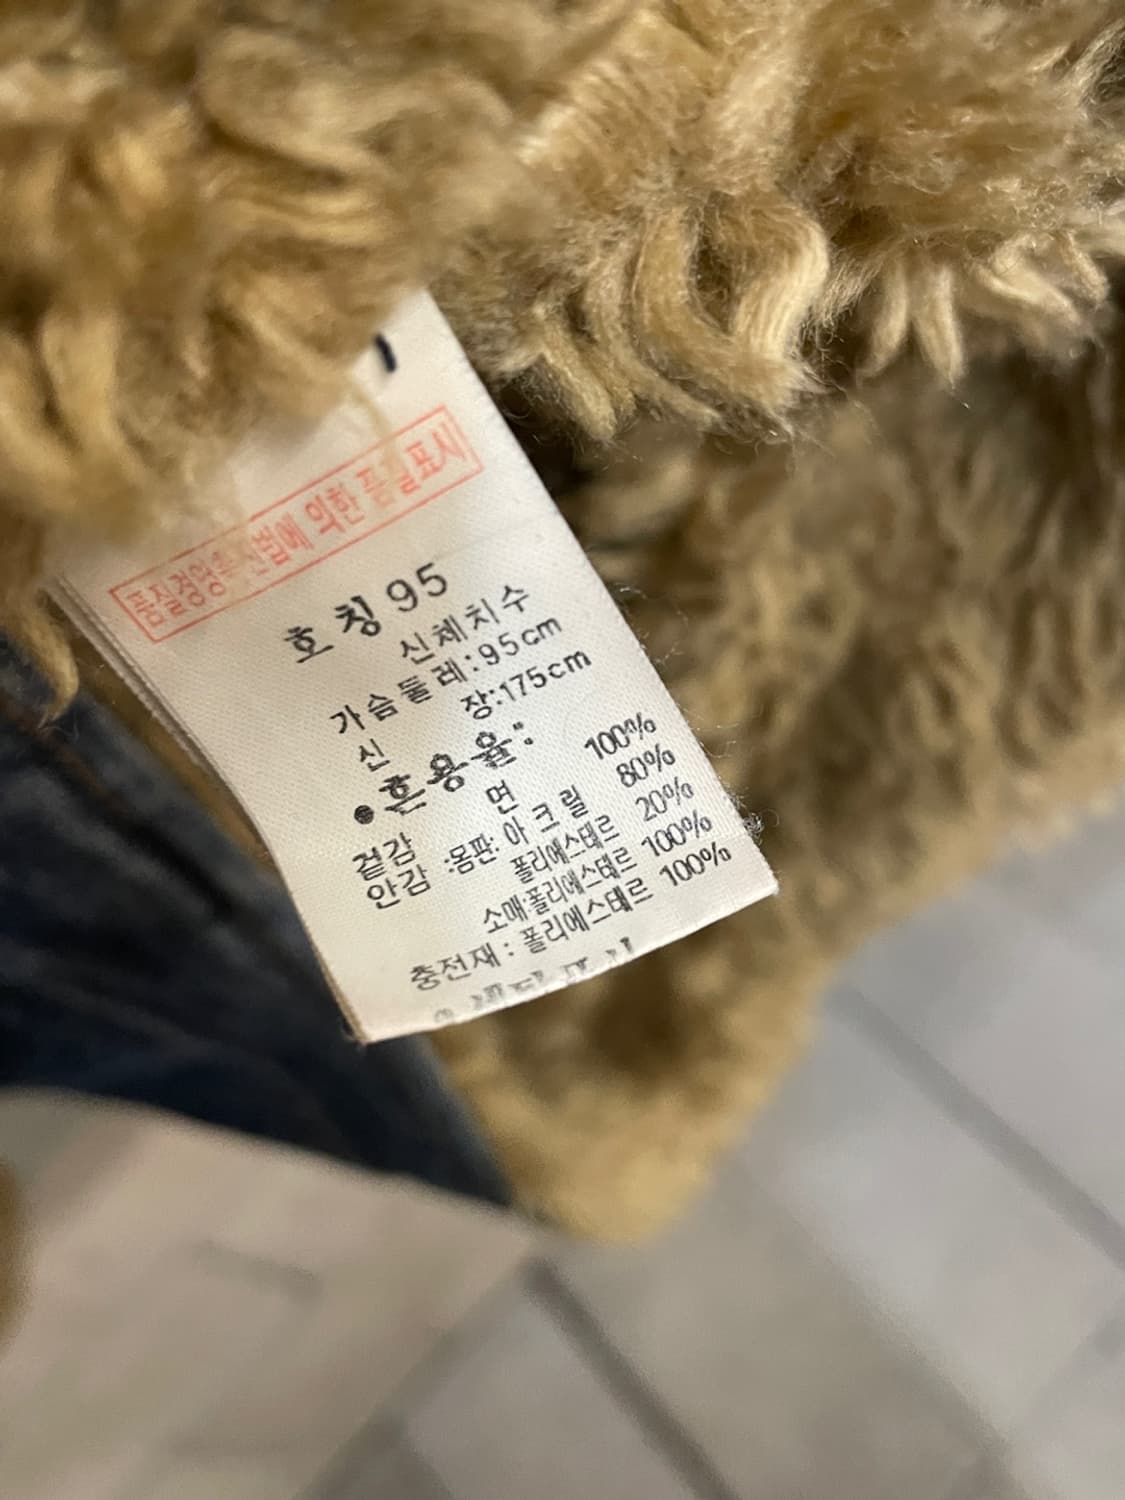 품질경영촉진법에 의한 품질표시
호칭 95
신체치수
가슴둘레:95cm
신 장:175cm
●혼용율:
겉감 면 100%
안감 :몸판: 아크릴 80%
폴리에스테르 20%
소매:폴리에스테르 100%
충전재: 폴리에스테르 100%